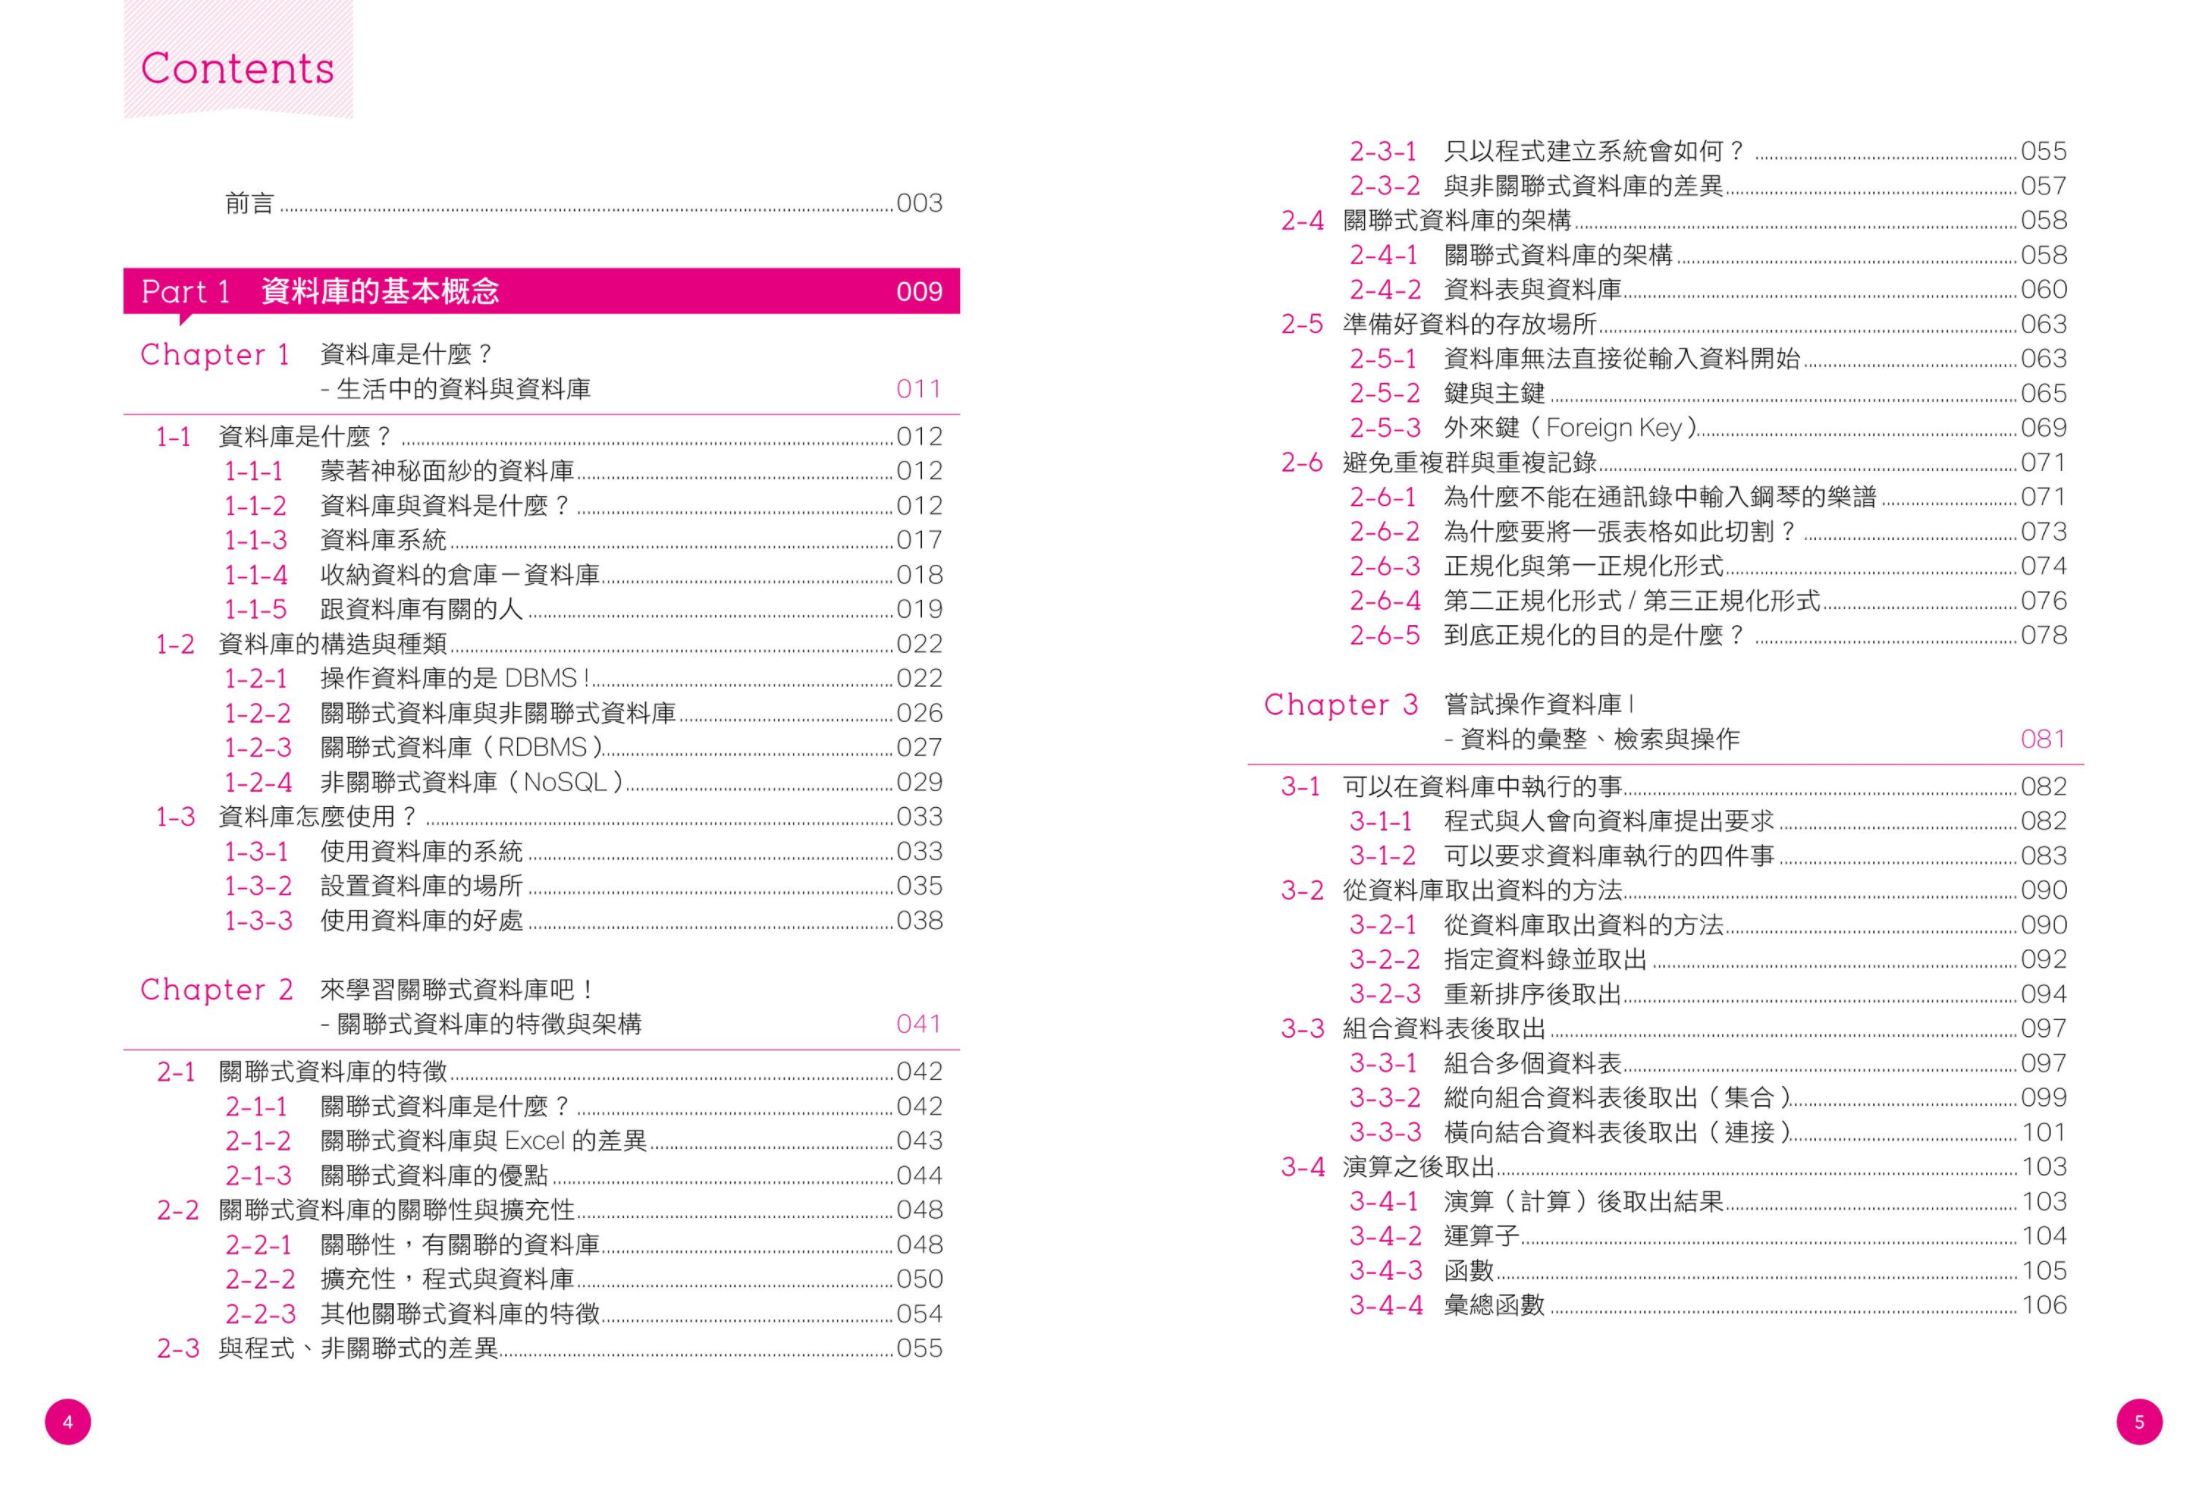 Contents
前言 003
Part 1 資料庫的基本概念 009
Chapter 1 資料庫是什麼？
- 生活中的資料與資料庫 011
1-1 資料庫是什麼？ 012
1-1-1 蒙著神秘面紗的資料庫 012
1-1-2 資料庫與資料是什麼？ 012
1-1-3 資料庫系統 017
1-1-4 收納資料的倉庫－資料庫 018
1-1-5 跟資料庫有關的人 019
1-2 資料庫的構造與種類 022
1-2-1 操作資料庫的是 DBMS！ 022
1-2-2 關聯式資料庫與非關聯式資料庫 026
1-2-3 關聯式資料庫（RDBMS） 027
1-2-4 非關聯式資料庫（NoSQL） 029
1-3 資料庫怎麼使用？ 033
1-3-1 使用資料庫的系統 033
1-3-2 設置資料庫的場所 035
1-3-3 使用資料庫的好處 038
Chapter 2 來學習關聯式資料庫吧！
- 關聯式資料庫的特徵與架構 041
2-1 關聯式資料庫的特徵 042
2-1-1 關聯式資料庫是什麼？ 042
2-1-2 關聯式資料庫與 Excel 的差異 043
2-1-3 關聯式資料庫的優點 044
2-2 關聯式資料庫的關聯性與擴充性 048
2-2-1 關聯性，有關聯的資料庫 048
2-2-2 擴充性，程式與資料庫 050
2-2-3 其他關聯式資料庫的特徵 054
2-3 與程式、非關聯式的差異 055
4
2-3-1 只以程式建立系統會如何？ 055
2-3-2 與非關聯式資料庫的差異 057
2-4 關聯式資料庫的架構 058
2-4-1 關聯式資料庫的架構 058
2-4-2 資料表與資料庫 060
2-5 準備好資料的存放場所 063
2-5-1 資料庫無法直接從輸入資料開始 063
2-5-2 鍵與主鍵 065
2-5-3 外來鍵（Foreign Key） 069
2-6 避免重複群與重複記錄 071
2-6-1 為什麼不能在通訊錄中輸入鋼琴的樂譜 071
2-6-2 為什麼要將一張表格如此切割？ 073
2-6-3 正規化與第一正規化形式 074
2-6-4 第二正規化形式 / 第三正規化形式 076
2-6-5 到底正規化的目的是什麼？ 078
Chapter 3 嘗試操作資料庫 I
- 資料的彙整、檢索與操作 081
3-1 可以在資料庫中執行的事 082
3-1-1 程式與人會向資料庫提出要求 082
3-1-2 可以要求資料庫執行的四件事 083
3-2 從資料庫取出資料的方法 090
3-2-1 從資料庫取出資料的方法 090
3-2-2 指定資料錄並取出 092
3-2-3 重新排序後取出 094
3-3 組合資料表後取出 097
3-3-1 組合多個資料表 097
3-3-2 縱向組合資料表後取出（集合） 099
3-3-3 橫向結合資料表後取出（連接） 101
3-4 演算之後取出 103
3-4-1 演算（計算）後取出結果 103
3-4-2 運算子 104
3-4-3 函數 105
3-4-4 彙總函數 106
5